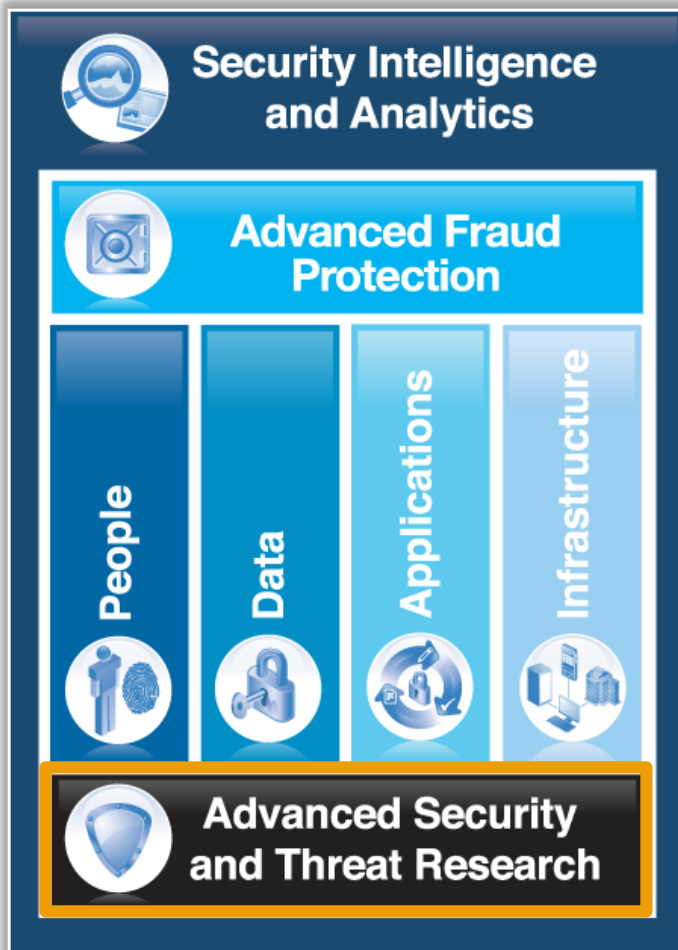 Security Intelligence
and Analytics
Advanced Fraud
Protection
People
Data
Applications
Infrastructure
Advanced Security
and Threat Research